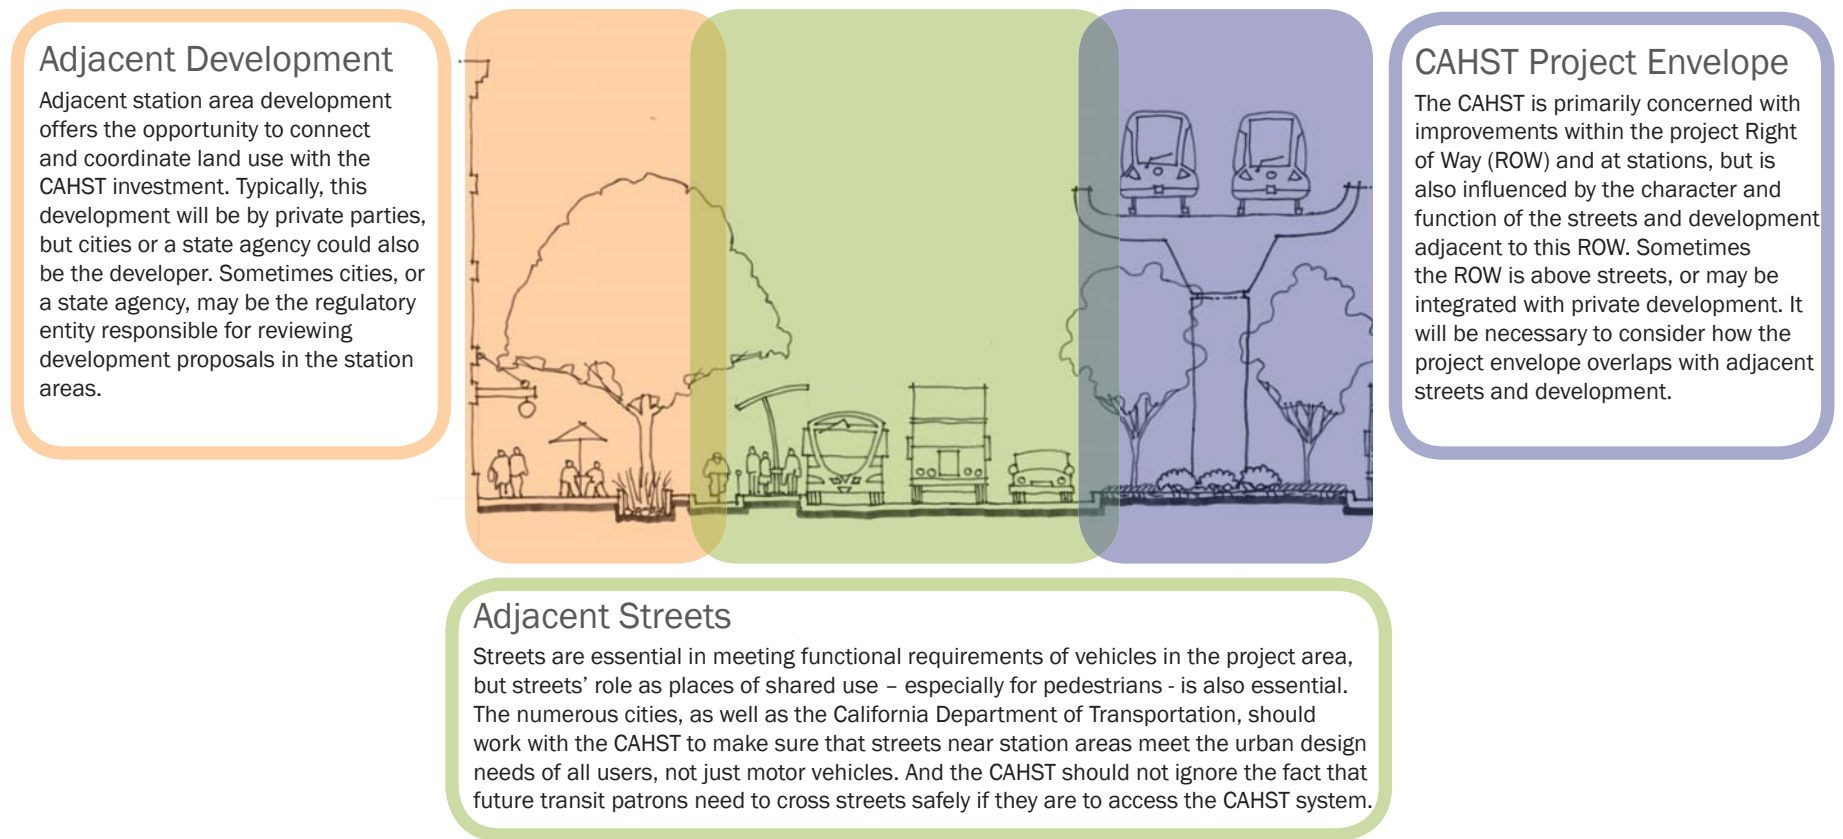 Adjacent Development
Adjacent station area development
offers the opportunity to connect
and coordinate land use with the
CAHST investment. Typically, this
development will be by private parties,
but cities or a state agency could also
be the developer. Sometimes cities, or
a state agency, may be the regulatory
entity responsible for reviewing
development proposals in the station
areas.
CAHST Project Envelope
The CAHST is primarily concerned with
improvements within the project Right
of Way (ROW) and at stations, but is
also influenced by the character and
function of the streets and development
adjacent to this ROW. Sometimes
the ROW is above streets, or may be
integrated with private development. It
will be necessary to consider how the
project envelope overlaps with adjacent
streets and development.
Adjacent Streets
Streets are essential in meeting functional requirements of vehicles in the project area,
but streets’ role as places of shared use – especially for pedestrians - is also essential.
The numerous cities, as well as the California Department of Transportation, should
work with the CAHST to make sure that streets near station areas meet the urban design
needs of all users, not just motor vehicles. And the CAHST should not ignore the fact that
future transit patrons need to cross streets safely if they are to access the CAHST system.